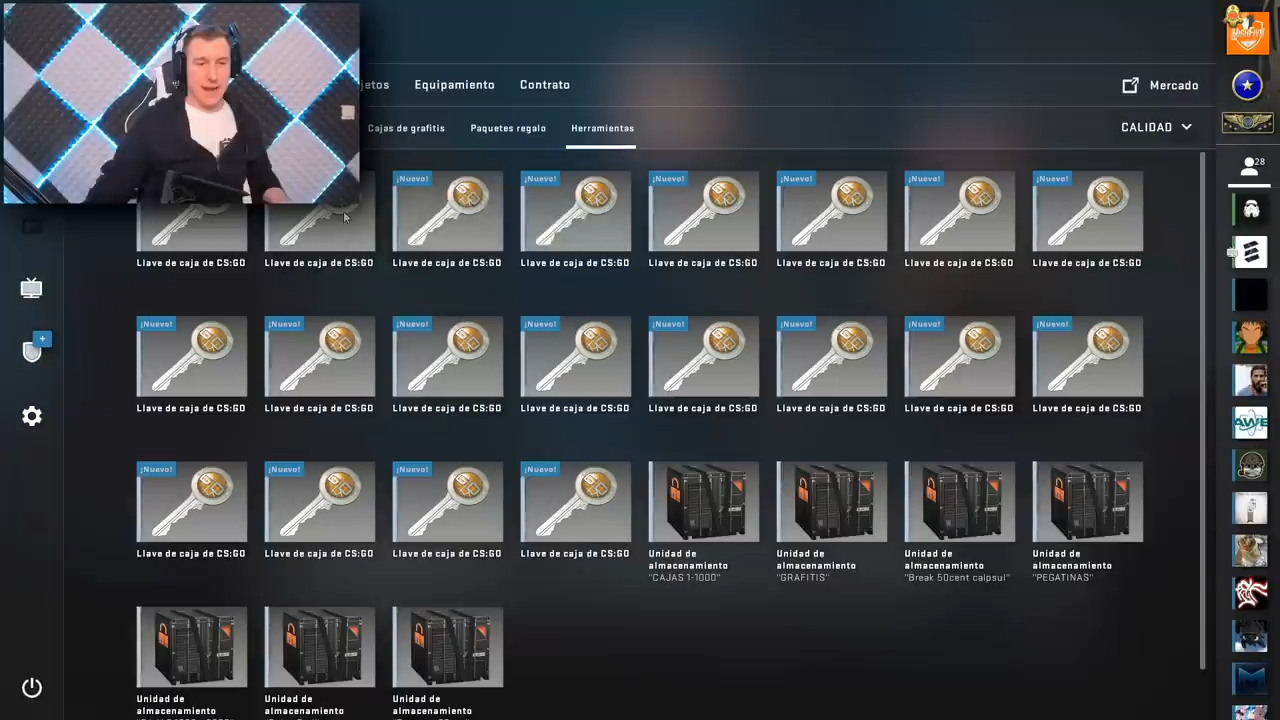 jetos Equipamiento Contrato
Mercado
Cajas de grafitis Paquetes regalo Herramientas
CALIDAD
28
¡Nuevo! ¡Nuevo! ¡Nuevo! ¡Nuevo! ¡Nuevo! ¡Nuevo!
Llave de caja de CS:GO Llave de caja de CS:GO Llave de caja de CS:GO Llave de caja de CS:GO Llave de caja de CS:GO Llave de caja de CS:GO Llave de caja de CS:GO Llave de caja de CS:GO
¡Nuevo! ¡Nuevo! ¡Nuevo! ¡Nuevo! ¡Nuevo! ¡Nuevo! ¡Nuevo! ¡Nuevo!
Llave de caja de CS:GO Llave de caja de CS:GO Llave de caja de CS:GO Llave de caja de CS:GO Llave de caja de CS:GO Llave de caja de CS:GO Llave de caja de CS:GO Llave de caja de CS:GO
¡Nuevo! ¡Nuevo! ¡Nuevo! ¡Nuevo!
Llave de caja de CS:GO Llave de caja de CS:GO Llave de caja de CS:GO Llave de caja de CS:GO
Unidad de
almacenamiento
"CAJAS 1-1000"
Unidad de
almacenamiento
"GRAFITIS"
Unidad de
almacenamiento
"Break 50cent calpsul"
Unidad de
almacenamiento
"PEGATINAS"
Unidad de
almacenamiento
Unidad de
almacenamiento
Unidad de
almacenamiento
AWE